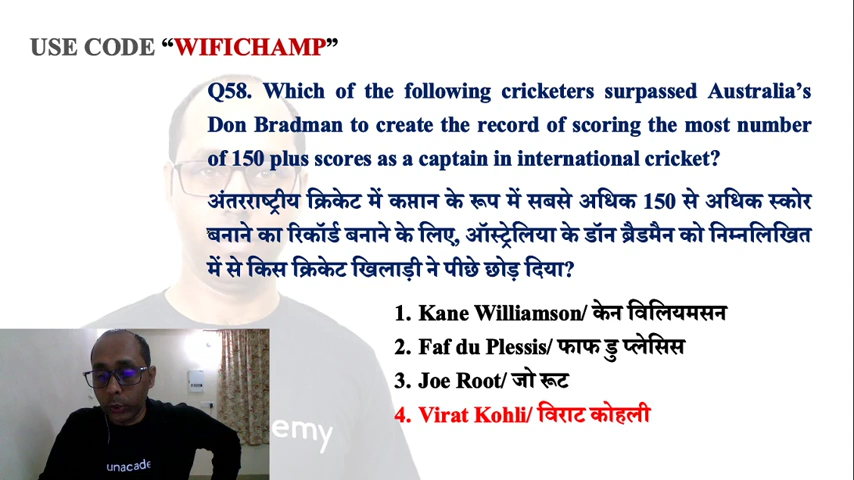 USE CODE “WIFICHAMP”
Q58. Which of the following cricketers surpassed Australia’s
Don Bradman to create the record of scoring the most number
of 150 plus scores as a captain in international cricket?
अंतरराष्ट्रीय क्रिकेट में कप्तान के रूप में सबसे अधिक 150 से अधिक स्कोर
बनाने का रिकॉर्ड बनाने के लिए, ऑस्ट्रेलिया के डॉन ब्रैडमैन को निम्नलिखित
में से किस क्रिकेट खिलाड़ी ने पीछे छोड़ दिया?
1. Kane Williamson/ केन विलियमसन
2. Faf du Plessis/ फाफ डु प्लेसिस
3. Joe Root/ जो रूट
4. Virat Kohli/ विराट कोहली
emy
unacade